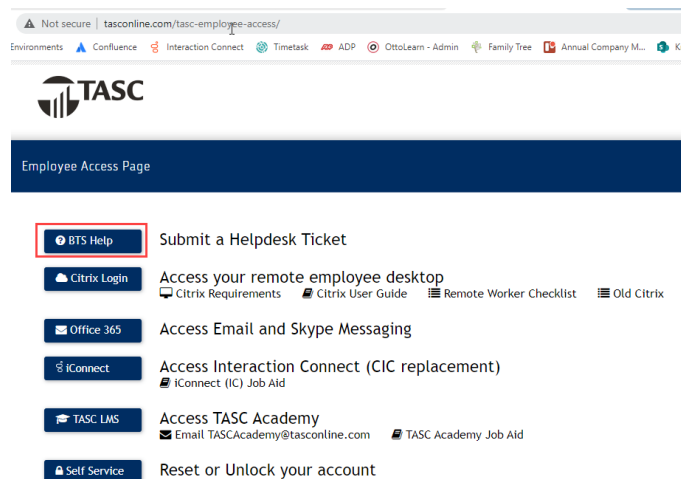 Not secure | tasconline.com/tasc-employee-access/
Environments Confluence Interaction Connect Timetask ADP OttoLearn - Admin Family Tree Annual Company M...
TASC
Employee Access Page
BTS Help Submit a Helpdesk Ticket
Citrix Login Access your remote employee desktop
Citrix Requirements Citrix User Guide Remote Worker Checklist Old Citrix
Office 365 Access Email and Skype Messaging
iConnect Access Interaction Connect (CIC replacement)
iConnect (IC) Job Aid
TASC LMS Access TASC Academy
Email TASCAcademy@tasconline.com TASC Academy Job Aid
Self Service Reset or Unlock your account